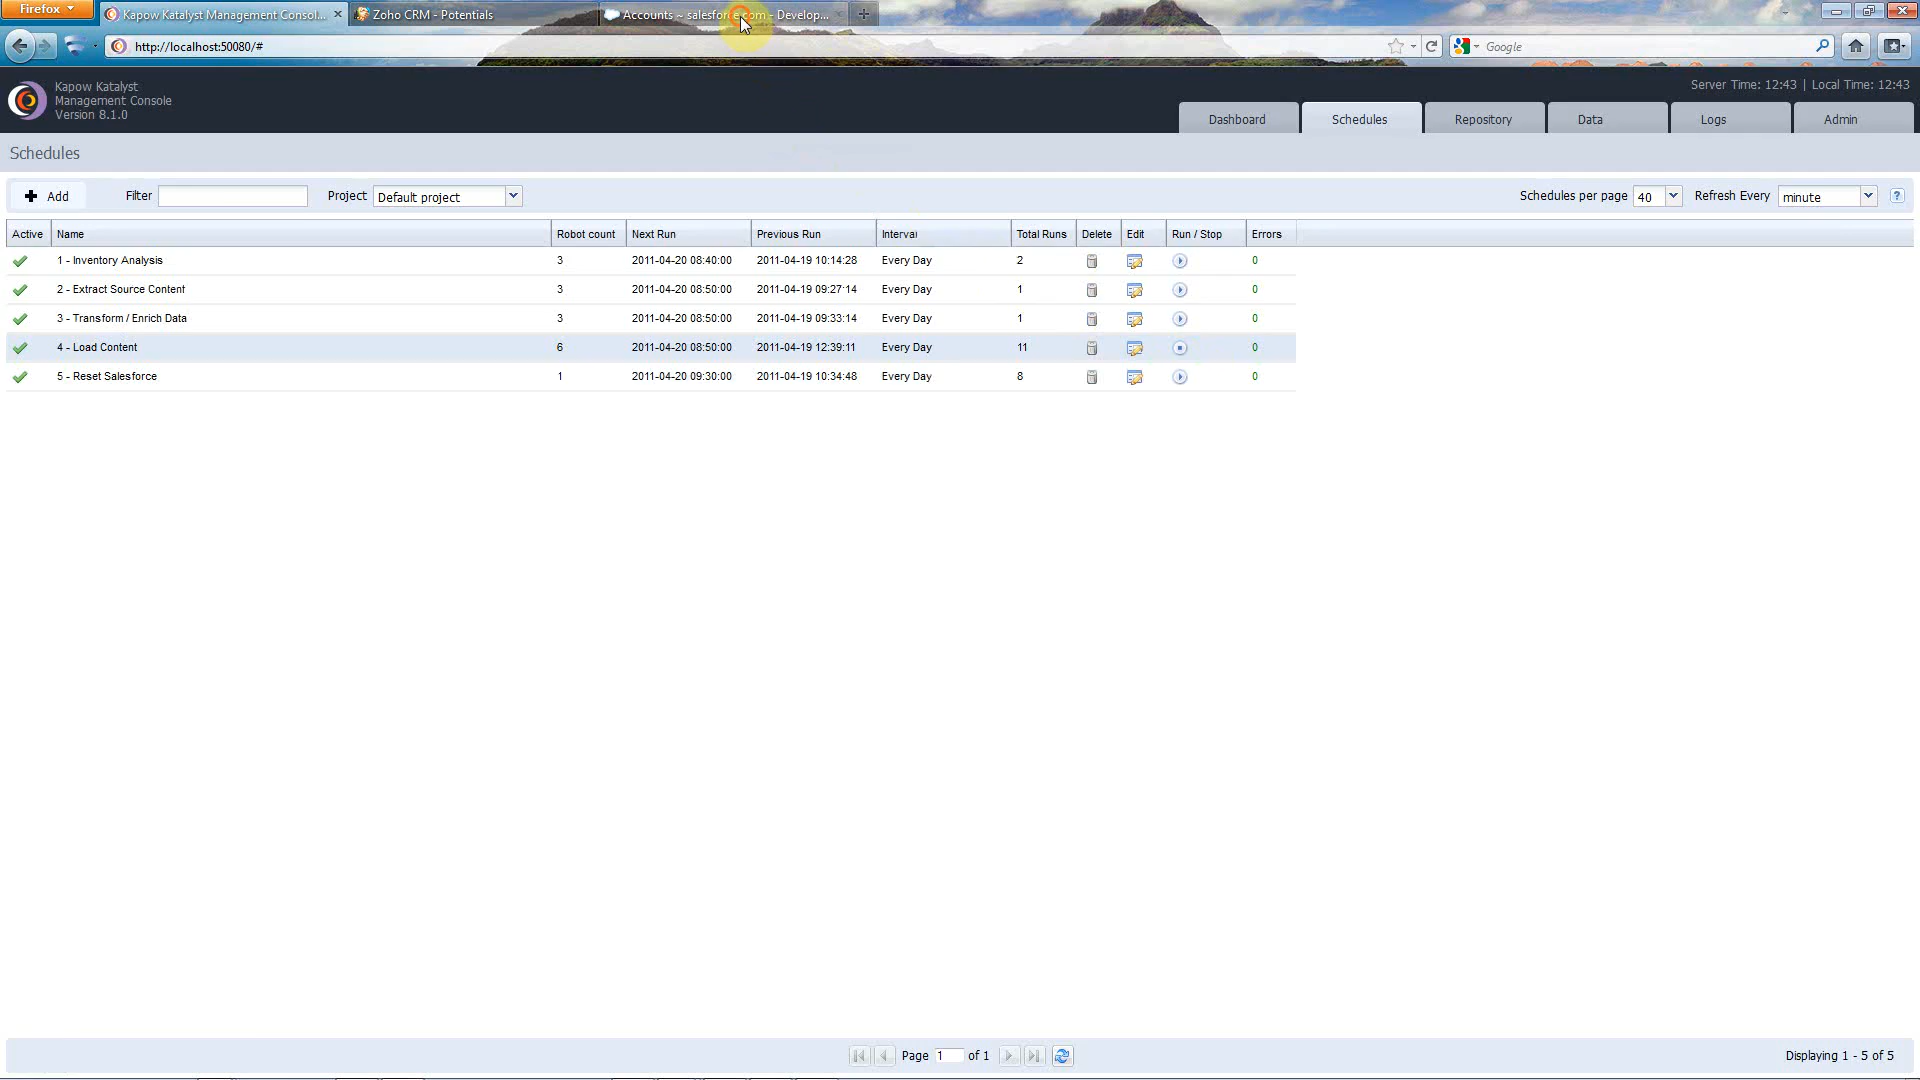 Firefox
Kapow Katalyst Management Consol...
Zoho CRM - Potentials
Accounts ~ salesforce.com - Develop...
http://localhost:50080/#
Google
Kapow Katalyst
Management Console
Version 8.1.0
Server Time: 12:43 | Local Time: 12:43
Dashboard Schedules Repository Data Logs Admin
Schedules
Add Filter Project Default project Schedules per page 40 Refresh Every minute ?
Active Name Robot count Next Run Previous Run Interval Total Runs Delete Edit Run / Stop Errors
1 - Inventory Analysis 3 2011-04-20 08:40:00 2011-04-19 10:14:28 Every Day 2 0
2 - Extract Source Content 3 2011-04-20 08:50:00 2011-04-19 09:27:14 Every Day 1 0
3 - Transform / Enrich Data 3 2011-04-20 08:50:00 2011-04-19 09:33:14 Every Day 1 0
4 - Load Content 6 2011-04-20 08:50:00 2011-04-19 12:39:11 Every Day 11 0
5 - Reset Salesforce 1 2011-04-20 09:30:00 2011-04-19 10:34:48 Every Day 8 0
Page 1 of 1
Displaying 1 - 5 of 5